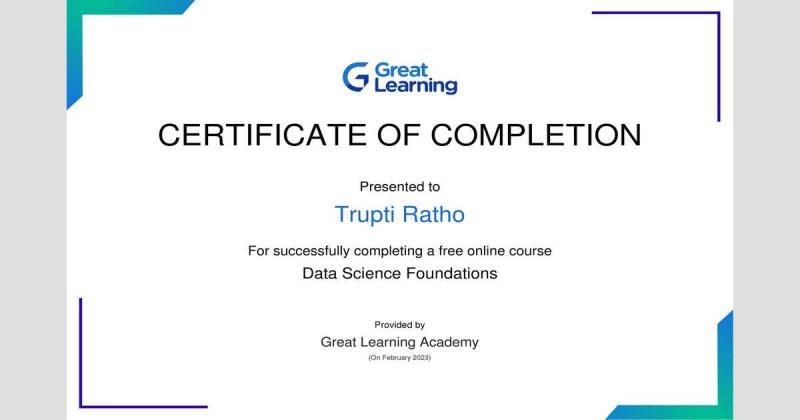 Great
Learning
CERTIFICATE OF COMPLETION
Presented to
Trupti Ratho
For successfully completing a free online course
Data Science Foundations
Provided by
Great Learning Academy
(On February 2023)